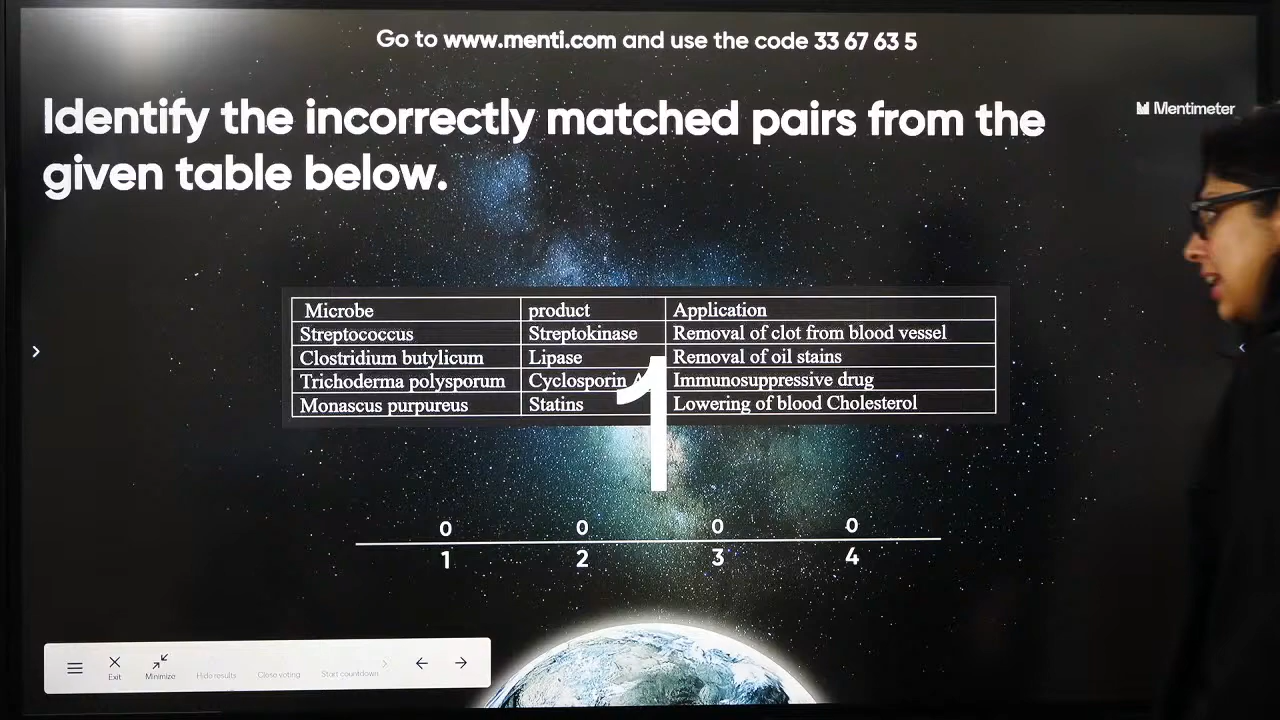 Go to www.menti.com and use the code 33 67 63 5
Identify the incorrectly matched pairs from the
given table below.
Mentimeter
Microbe product Application
Streptococcus Streptokinase Removal of clot from blood vessel
Clostridium butylicum Lipase Removal of oil stains
Trichoderma polysporum Cyclosporin A Immunosuppressive drug
Monascus purpureus Statins Lowering of blood Cholesterol
1
0 0 0 0
1 2 3 4
Exit Minimize Hide results Close voting Start countdown